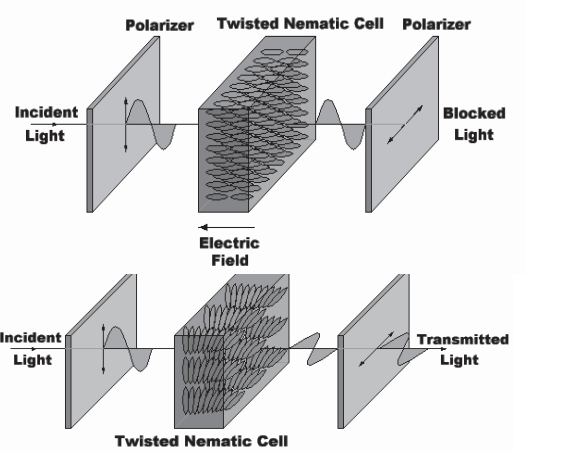 Polarizer
Twisted Nematic Cell
Polarizer
Incident
Light
Blocked
Light
Electric
Field
Incident
Light
Transmitted
Light
Twisted Nematic Cell